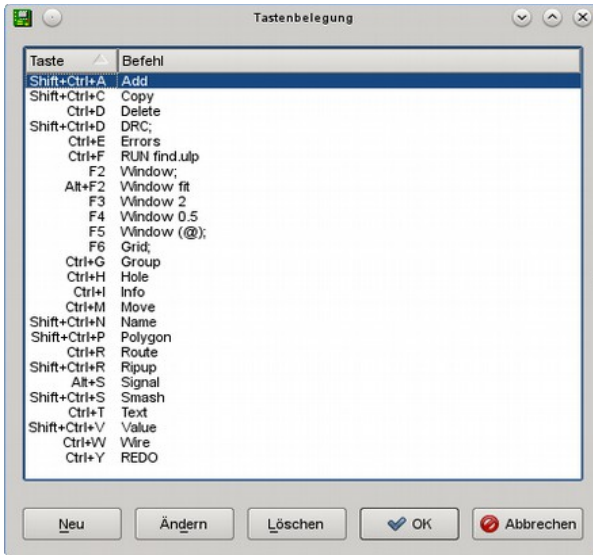 Tastenbelegung
Taste Befehl
Shift+Ctrl+A Add
Shift+Ctrl+C Copy
Ctrl+D Delete
Shift+Ctrl+D DRC;
Ctrl+E Errors
Ctrl+F RUN find.ulp
F2 Window;
Alt+F2 Window fit
F3 Window 2
F4 Window 0.5
F5 Window (@);
F6 Grid;
Ctrl+G Group
Ctrl+H Hole
Ctrl+I Info
Ctrl+M Move
Shift+Ctrl+N Name
Shift+Ctrl+P Polygon
Ctrl+R Route
Shift+Ctrl+R Ripup
Alt+S Signal
Shift+Ctrl+S Smash
Ctrl+T Text
Shift+Ctrl+V Value
Ctrl+W Wire
Ctrl+Y REDO
Neu Ändern Löschen OK Abbrechen